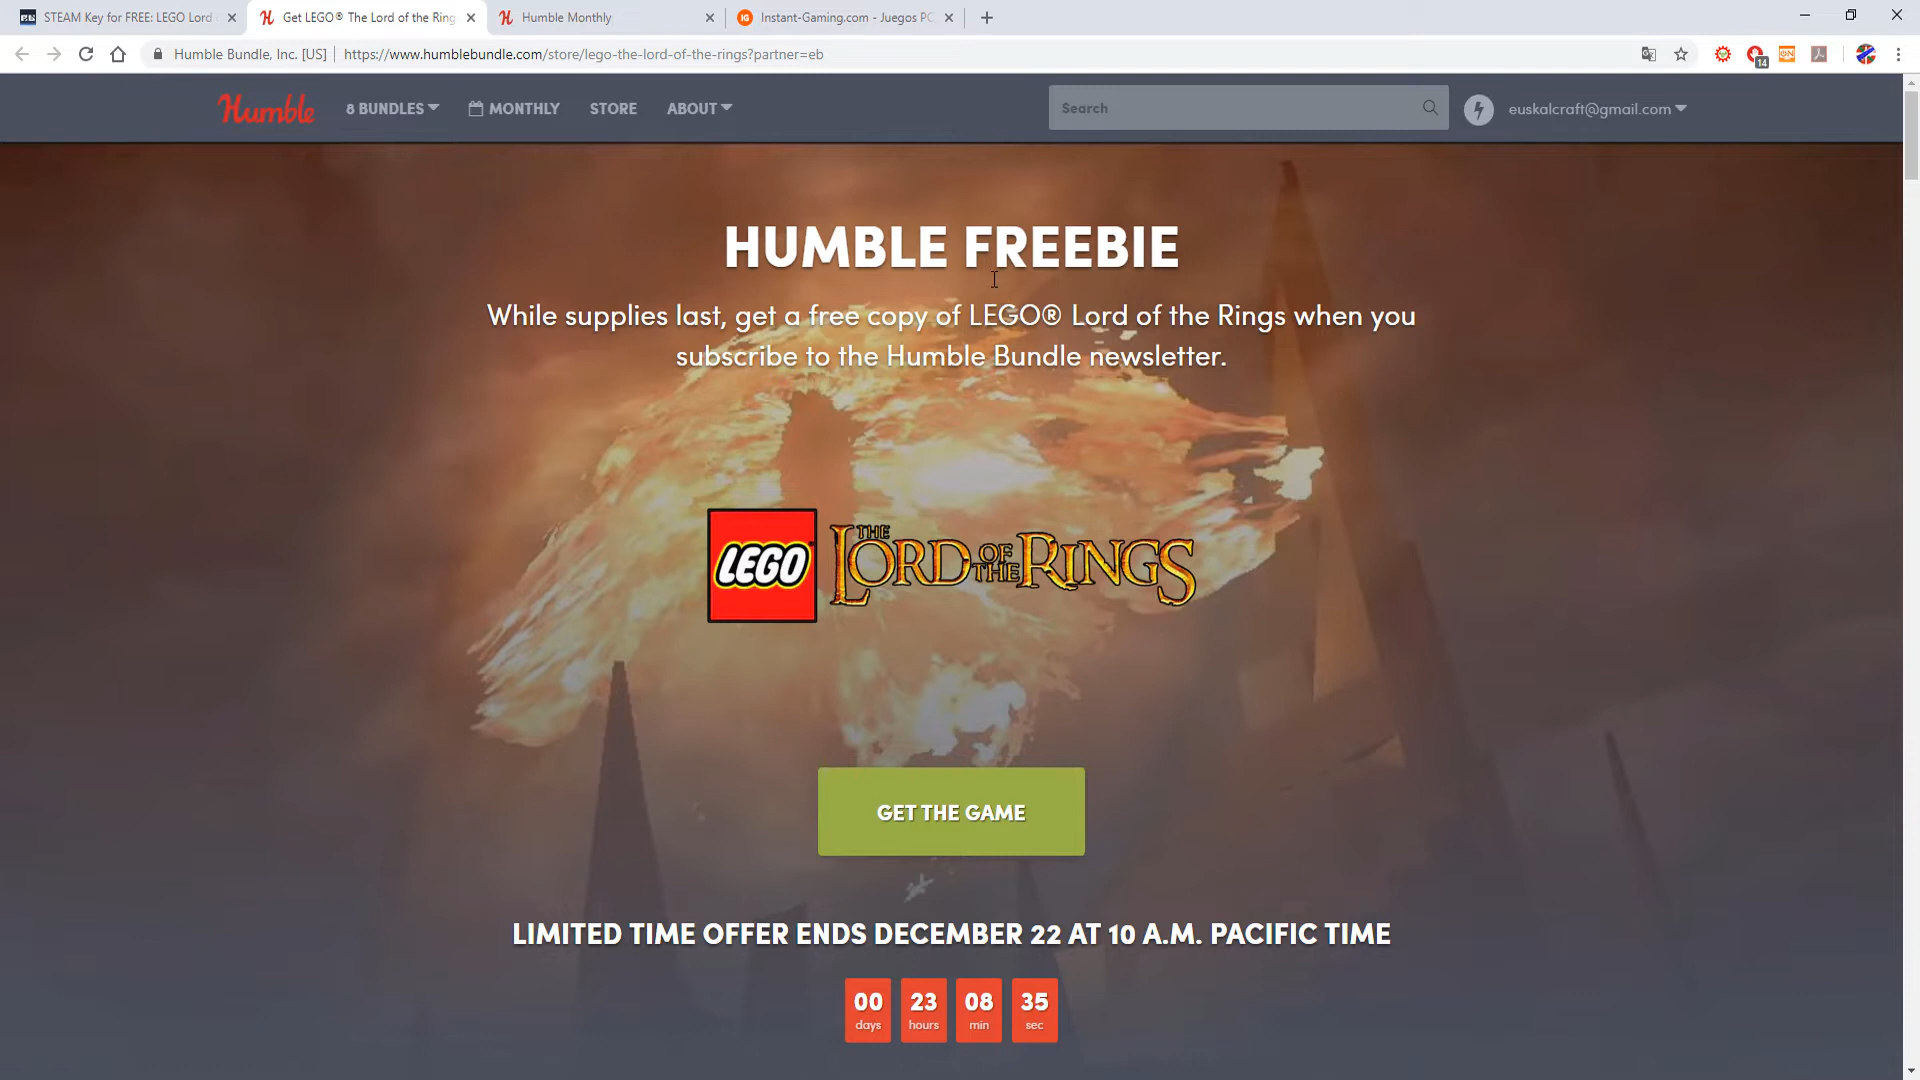 STEAM Key for FREE: LEGO Lord
Get LEGO® The Lord of the Ring
Humble Monthly
Instant-Gaming.com - Juegos PC
Humble Bundle, Inc. [US]
https://www.humblebundle.com/store/lego-the-lord-of-the-rings?partner=eb
14
Humble
8 BUNDLES
MONTHLY
STORE
ABOUT
Search
euskalcraft@gmail.com
HUMBLE FREEBIE
While supplies last, get a free copy of LEGO® Lord of the Rings when you
subscribe to the Humble Bundle newsletter.
LEGO THE LORD OF THE RINGS
GET THE GAME
LIMITED TIME OFFER ENDS DECEMBER 22 AT 10 A.M. PACIFIC TIME
00 23 08 35
days hours min sec